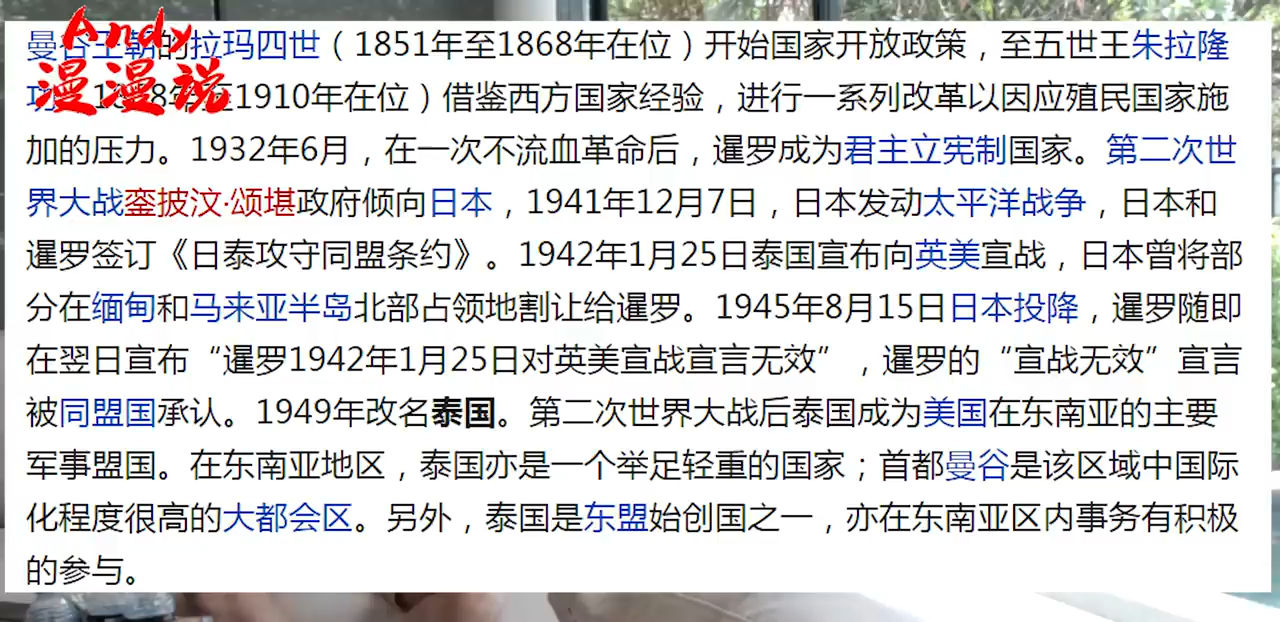 Andy
漫漫说
曼谷王朝的拉玛四世（1851年至1868年在位）开始国家开放政策，至五世王朱拉隆
功（1868年至1910年在位）借鉴西方国家经验，进行一系列改革以因应殖民国家施
加的压力。1932年6月，在一次不流血革命后，暹罗成为君主立宪制国家。第二次世
界大战銮披汶·颂堪政府倾向日本，1941年12月7日，日本发动太平洋战争，日本和
暹罗签订《日泰攻守同盟条约》。1942年1月25日泰国宣布向英美宣战，日本曾将部
分在缅甸和马来亚半岛北部占领地割让给暹罗。1945年8月15日日本投降，暹罗随即
在翌日宣布“暹罗1942年1月25日对英美宣战宣言无效”，暹罗的“宣战无效”宣言
被同盟国承认。1949年改名泰国。第二次世界大战后泰国成为美国在东南亚的主要
军事盟国。在东南亚地区，泰国亦是一个举足轻重的国家；首都曼谷是该区域中国际
化程度很高的大都会区。另外，泰国是东盟始创国之一，亦在东南亚区内事务有积极
的参与。